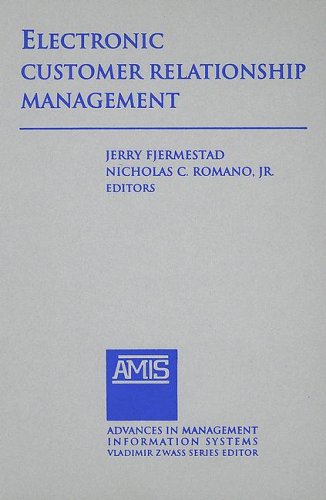 ELECTRONIC
CUSTOMER RELATIONSHIP
MANAGEMENT
JERRY FJERMESTAD
NICHOLAS C. ROMANO, JR.
EDITORS
AMIS
ADVANCES IN MANAGEMENT
INFORMATION SYSTEMS
VLADIMIR ZWASS SERIES EDITOR